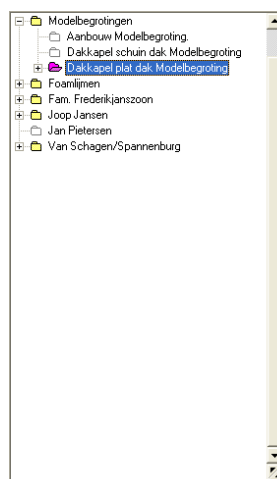 Modelbegrotingen
Aanbouw Modelbegroting.
Dakkapel schuin dak Modelbegroting
Dakkapel plat dak Modelbegroting
Foamlijmen
Fam. Frederikjanszoon
Joop Jansen
Jan Pietersen
Van Schagen/Spannenburg